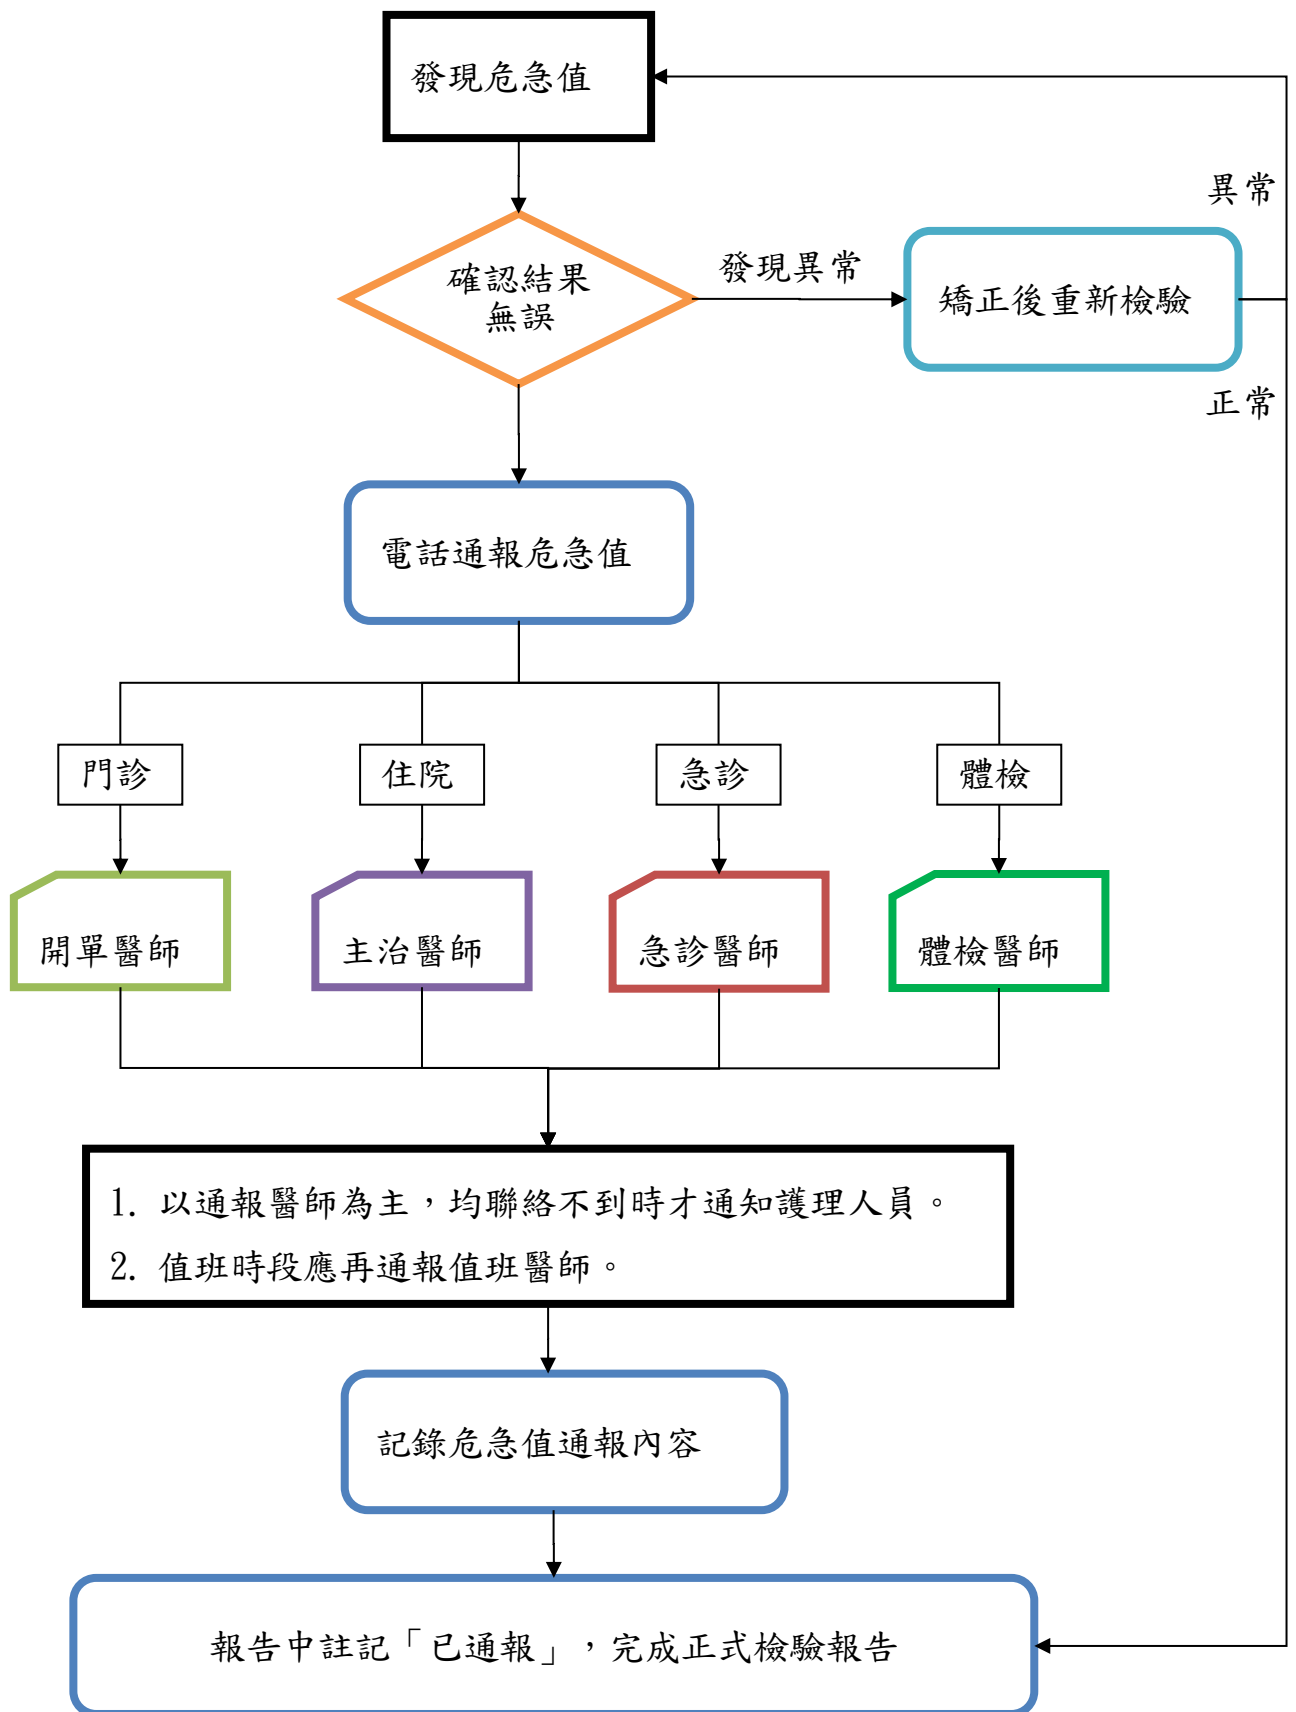 發現危急值
異常
確認結果
無誤
發現異常
矯正後重新檢驗
正常
電話通報危急值
門診
住院
急診
體檢
開單醫師
主治醫師
急診醫師
體檢醫師
1. 以通報醫師為主，均聯絡不到時才通知護理人員。
2. 值班時段應再通報值班醫師。
記錄危急值通報內容
報告中註記「已通報」，完成正式檢驗報告